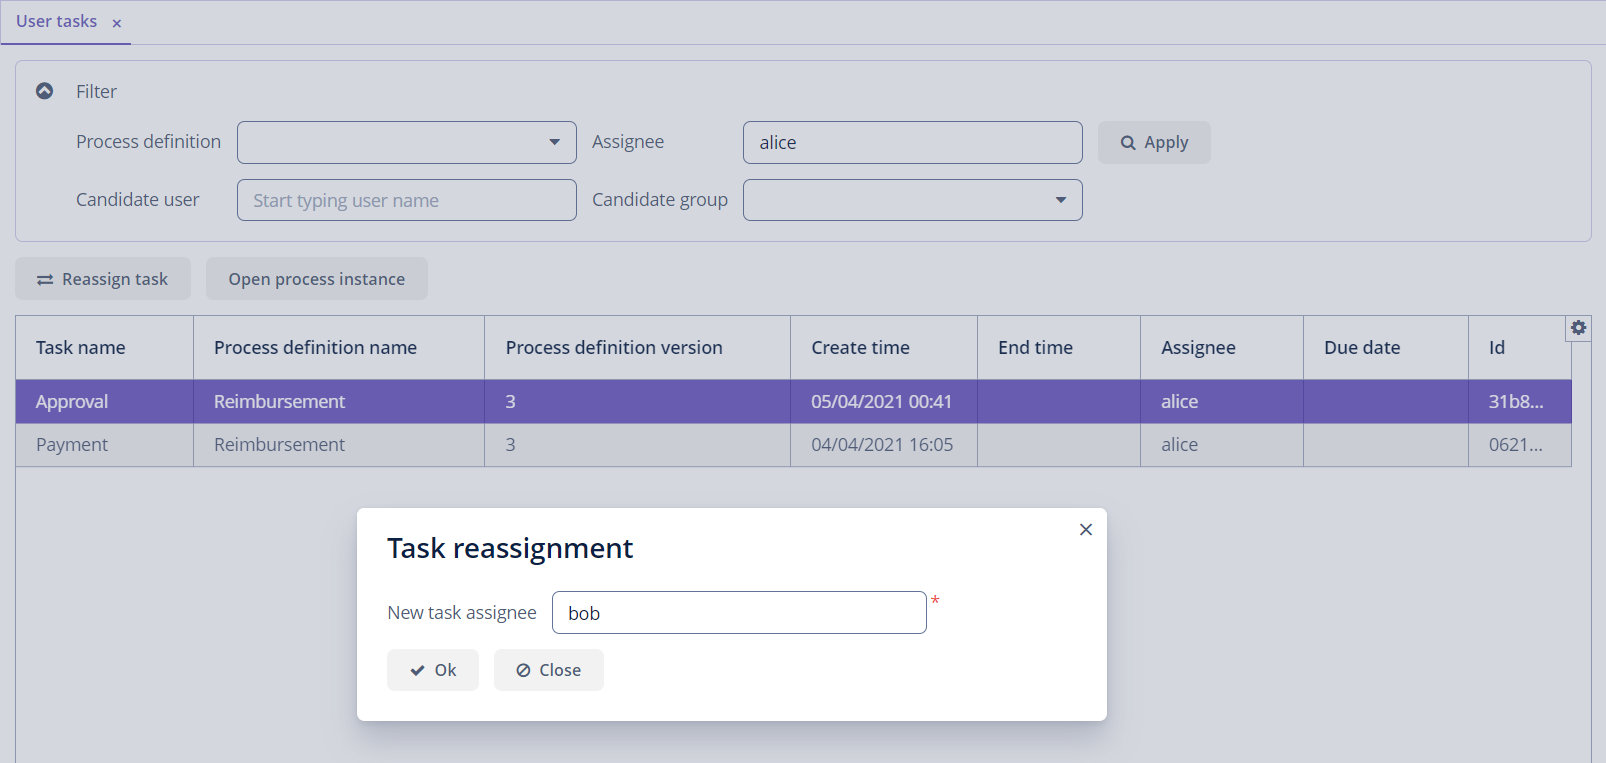 User tasks ×
Filter
Process definition Assignee alice Apply
Candidate user Start typing user name Candidate group
Reassign task Open process instance
Task name Process definition name Process definition version Create time End time Assignee Due date Id
Approval Reimbursement 3 05/04/2021 00:41 alice 31b8...
Payment Reimbursement 3 04/04/2021 16:05 alice 0621...
Task reassignment ×
New task assignee bob *
Ok Close